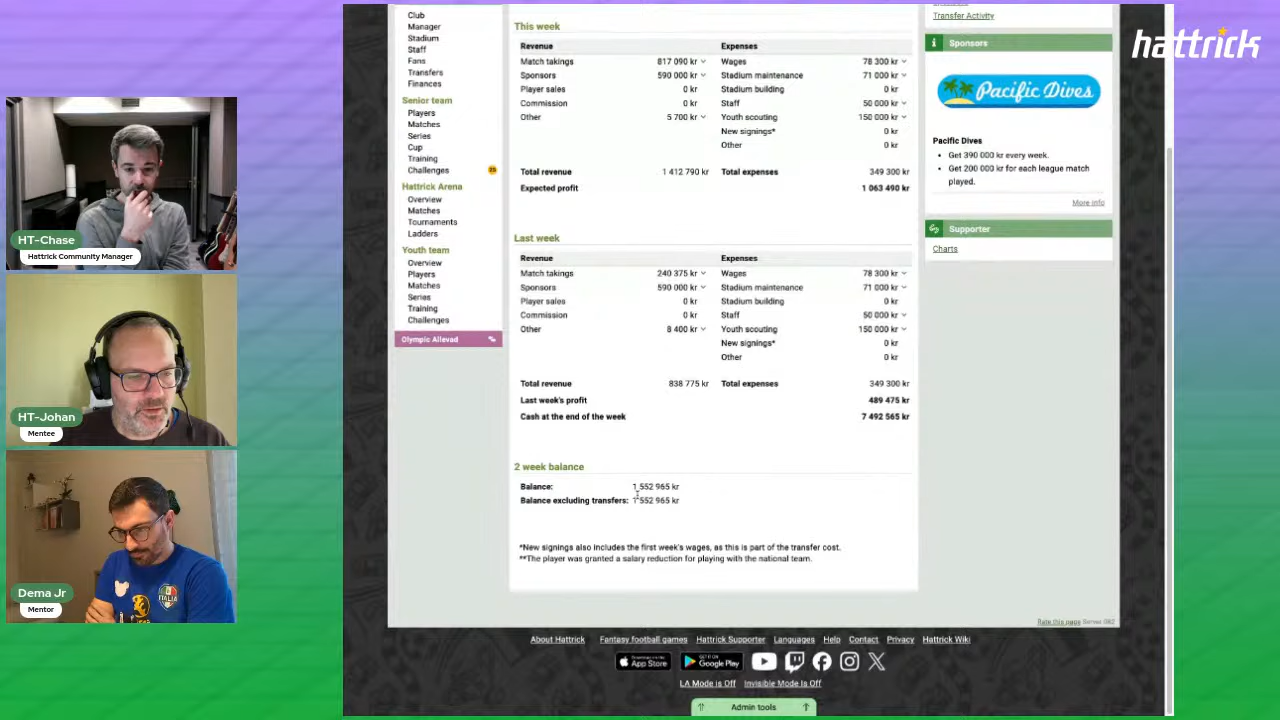 hattrick
HT-Chase
Hattrick Community Manager
HT-Johan
Mentee
Dema Jr
Mentor
Club
Manager
Stadium
Staff
Fans
Transfers
Finances
Senior team
Players
Matches
Series
Cup
Training
Challenges
Hattrick Arena
Overview
Matches
Tournaments
Ladders
Youth team
Overview
Players
Matches
Series
Training
Challenges
Olympic Allevad
This week
Revenue Expenses
Match takings 817 090 kr Wages 78 300 kr
Sponsors 590 000 kr Stadium maintenance 71 000 kr
Player sales 0 kr Stadium building 0 kr
Commission 0 kr Staff 50 000 kr
Other 5 700 kr Youth scouting 150 000 kr
New signings* 0 kr
Other 0 kr
Total revenue 1 412 790 kr Total expenses 349 300 kr
Expected profit 1 063 490 kr
Last week
Revenue Expenses
Match takings 240 375 kr Wages 78 300 kr
Sponsors 590 000 kr Stadium maintenance 71 000 kr
Player sales 0 kr Stadium building 0 kr
Commission 0 kr Staff 50 000 kr
Other 8 400 kr Youth scouting 150 000 kr
New signings* 0 kr
Other 0 kr
Total revenue 838 775 kr Total expenses 349 300 kr
Last week's profit 489 475 kr
Cash at the end of the week 7 492 565 kr
2 week balance
Balance: 1 552 965 kr
Balance excluding transfers: 1 552 965 kr
*New signings also includes the first week's wages, as this is part of the transfer cost.
**The player was granted a salary reduction for playing with the national team.
Transfer Activity
Sponsors
Pacific Dives
Pacific Dives
• Get 390 000 kr every week.
• Get 200 000 kr for each league match
played.
More info
Supporter
Charts
Rate this page Server 082
About Hattrick Fantasy football games Hattrick Supporter Languages Help Contact Privacy Hattrick Wiki
Download on the App Store GET IT ON Google Play
LA Mode is Off Invisible Mode Is Off
Admin tools